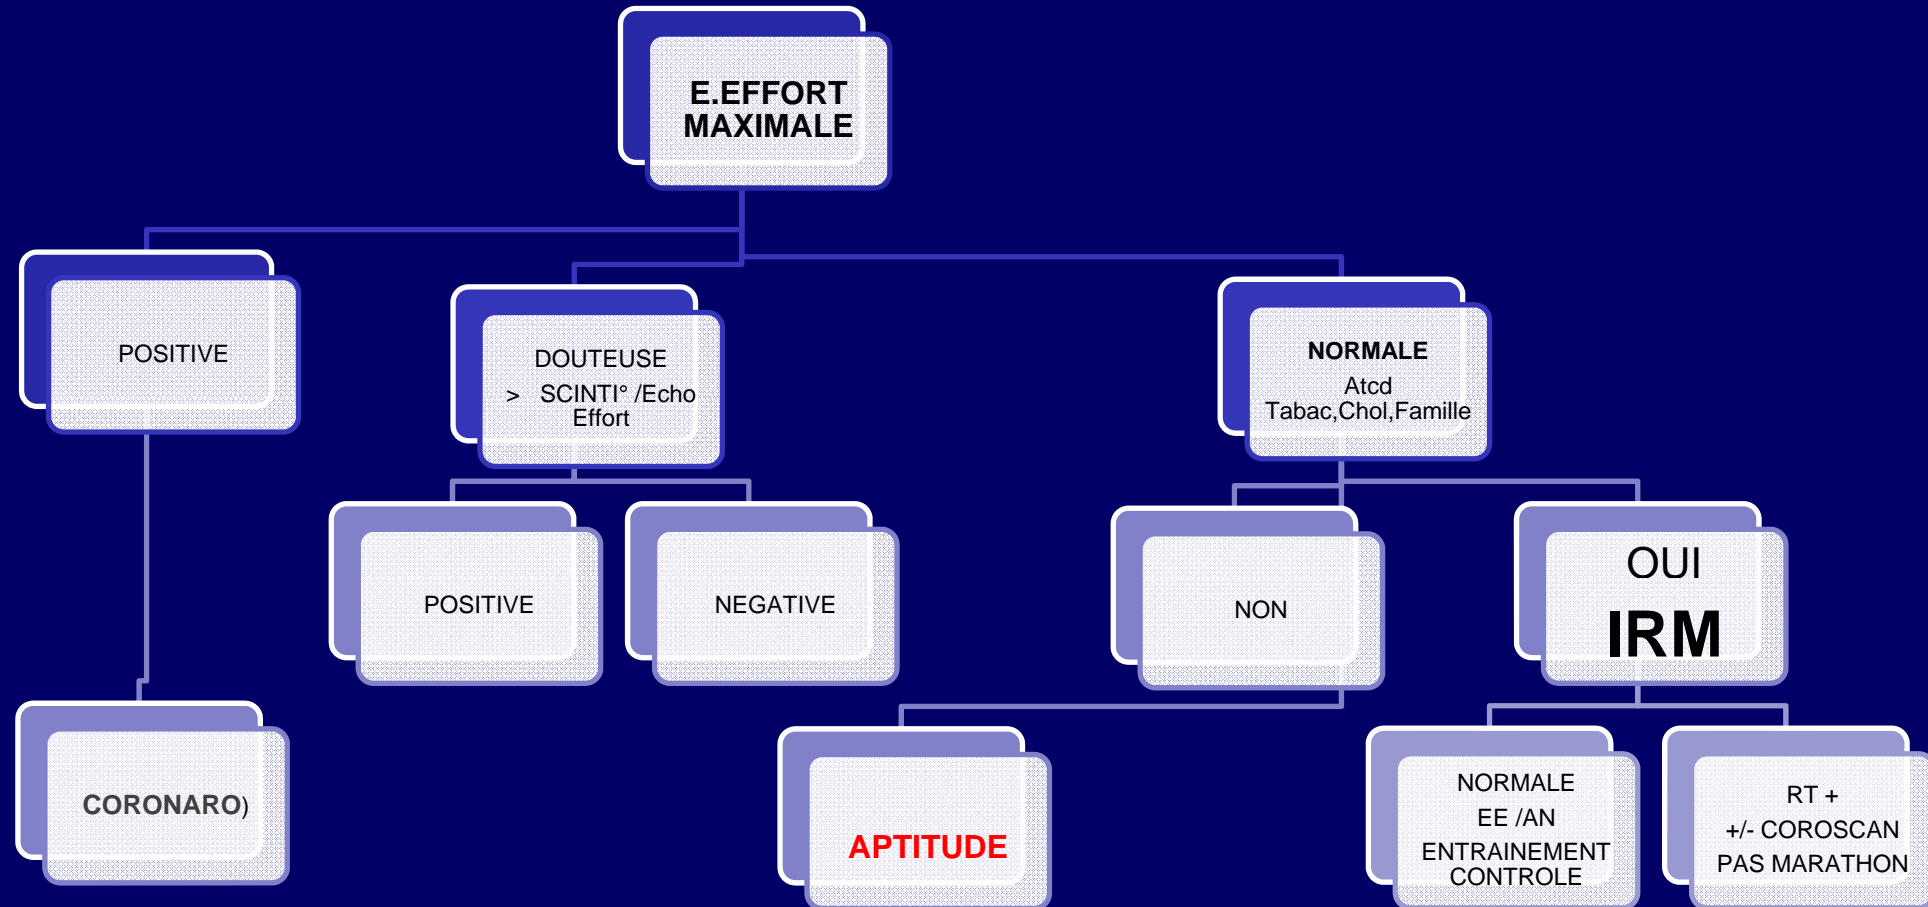 E.EFFORT
MAXIMALE
POSITIVE
DOUTEUSE
> SCINTI° /Echo
Effort
NORMALE
Atcd
Tabac,Chol,Famille
POSITIVE
NEGATIVE
NON
OUI
IRM
CORONARO)
APTITUDE
NORMALE
EE /AN
ENTRAINEMENT
CONTROLE
RT +
+/- COROSCAN
PAS MARATHON